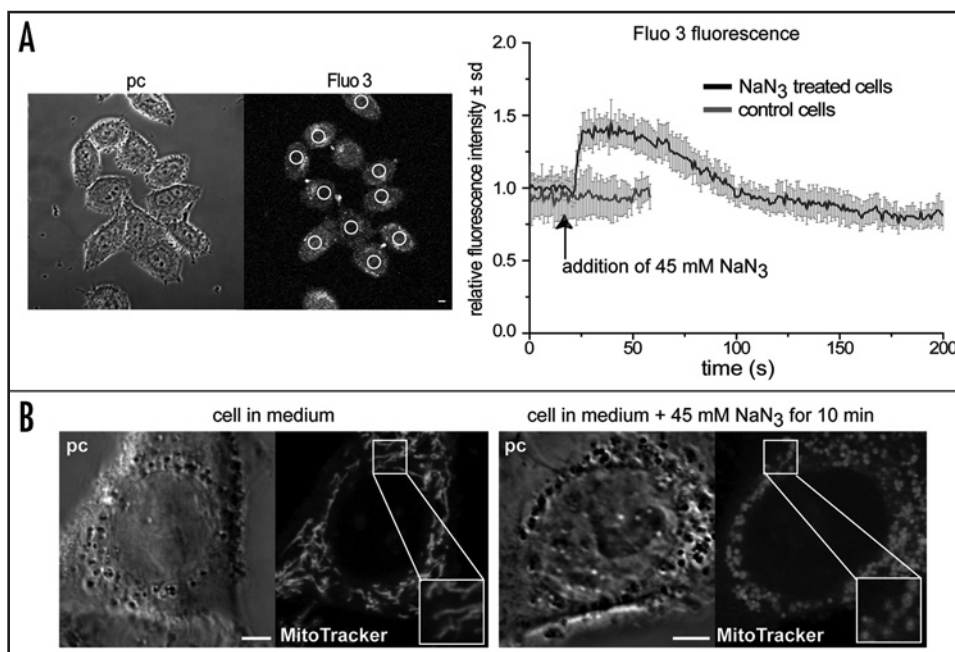 A
pc
Fluo 3
Fluo 3 fluorescence
relative fluorescence intensity ± sd
2.0
1.5
1.0
0.5
0.0
NaN₃ treated cells
control cells
addition of 45 mM NaN₃
0
50
100
150
200
time (s)
B
cell in medium
cell in medium + 45 mM NaN₃ for 10 min
pc
MitoTracker
pc
MitoTracker